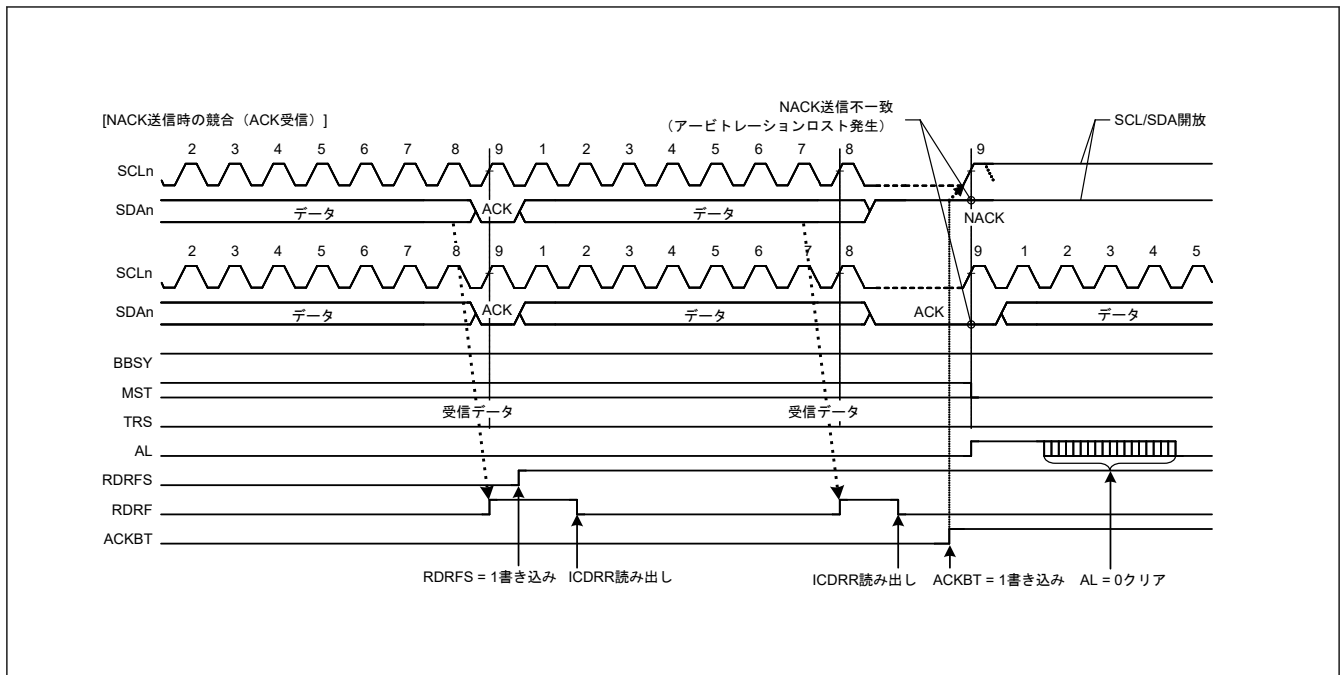 [NACK送信時の競合（ACK受信）]
NACK送信不一致
（アービトレーションロスト発生）
SCL/SDA開放
2 3 4 5 6 7 8 9 1 2 3 4 5 6 7 8 9
SCLn
SDAn データ ACK データ NACK
2 3 4 5 6 7 8 9 1 2 3 4 5 6 7 8 9 1 2 3 4 5
SCLn
SDAn データ ACK データ ACK データ
BBSY
MST
受信データ 受信データ
TRS
AL
RDRFS
RDRF
ACKBT
RDRFS = 1書き込み ICDRR読み出し ICDRR読み出し ACKBT = 1書き込み AL = 0クリア